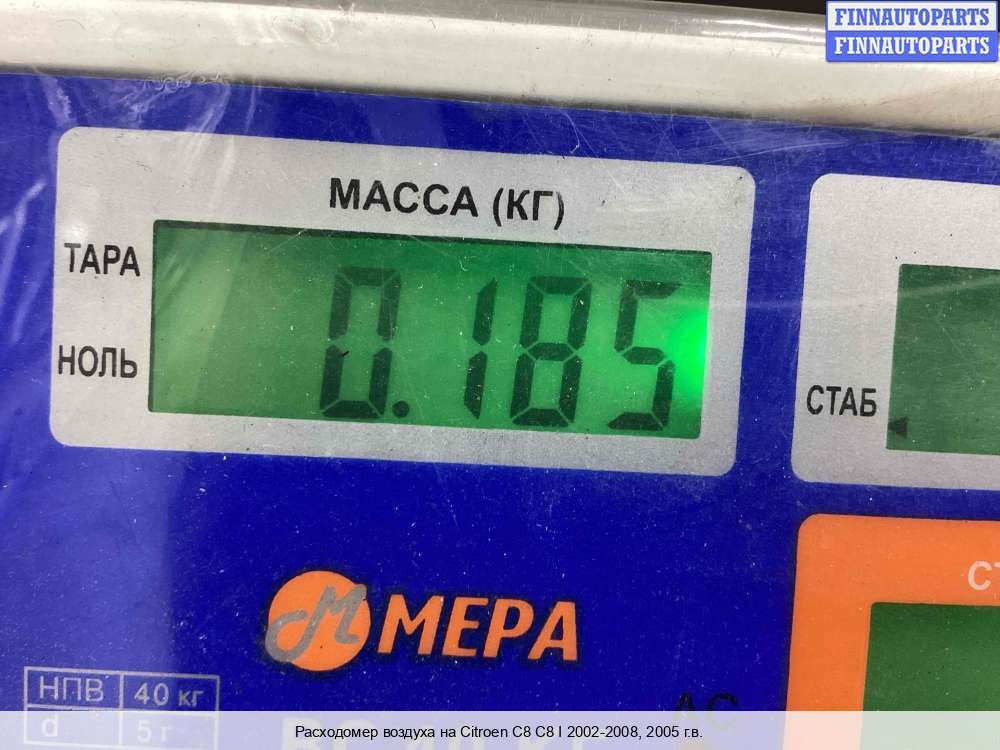 FINNAUTOPARTS
FINNAUTOPARTS
МАССА (КГ)
ТАРА
0.185
НОЛЬ
СТАБ
МЕРА
НПВ 40 кг
d 5 г
Расходомер воздуха на Citroen C8 C8 I 2002-2008, 2005 г.в.